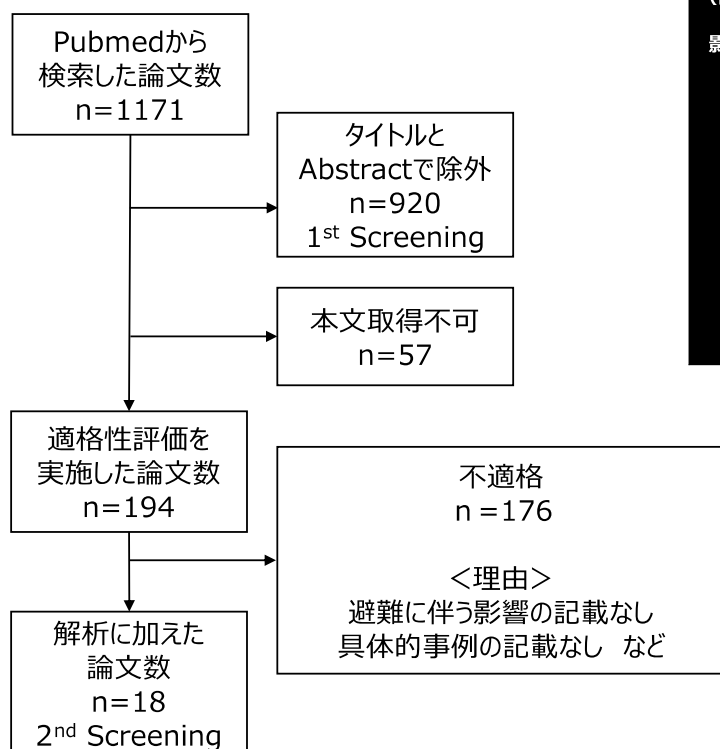 Pubmedから
検索した論文数
n=1171
タイトルと
Abstractで除外
n=920
1st Screening
本文取得不可
n=57
適格性評価を
実施した論文数
n=194
不適格
n =176
＜理由＞
避難に伴う影響の記載なし
具体的事例の記載なし など
解析に加えた
論文数
n=18
2nd Screening